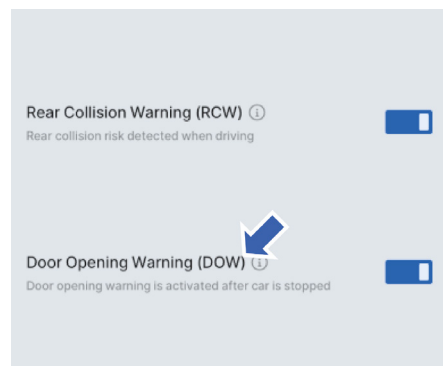 Rear Collision Warning (RCW)
Rear collision risk detected when driving
Door Opening Warning (DOW)
Door opening warning is activated after car is stopped